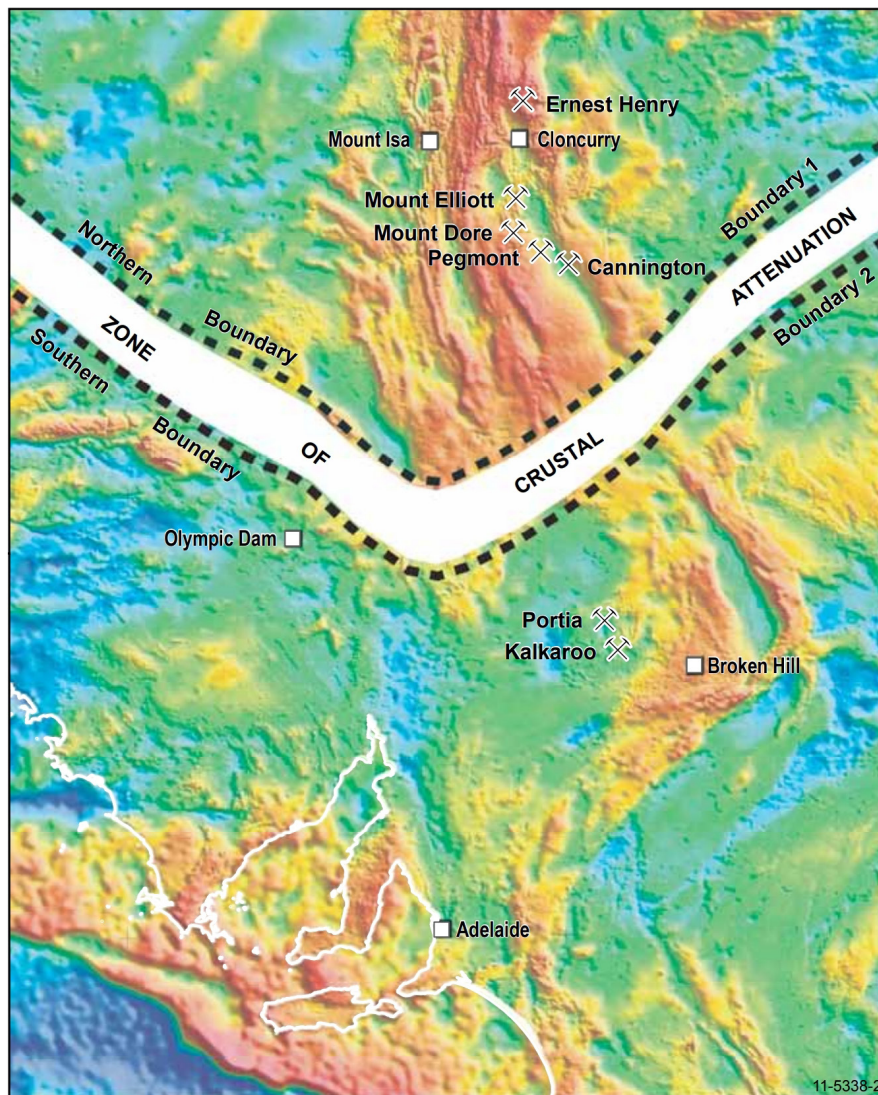 Ernest Henry
Mount Isa
Cloncurry
Boundary 1
Mount Elliott
Mount Dore
Pegmont
Cannington
ATTENUATION
Boundary 2
Northern
Boundary
ZONE
Southern
Boundary
OF
CRUSTAL
Olympic Dam
Portia
Kalkaroo
Broken Hill
Adelaide
11-5338-2